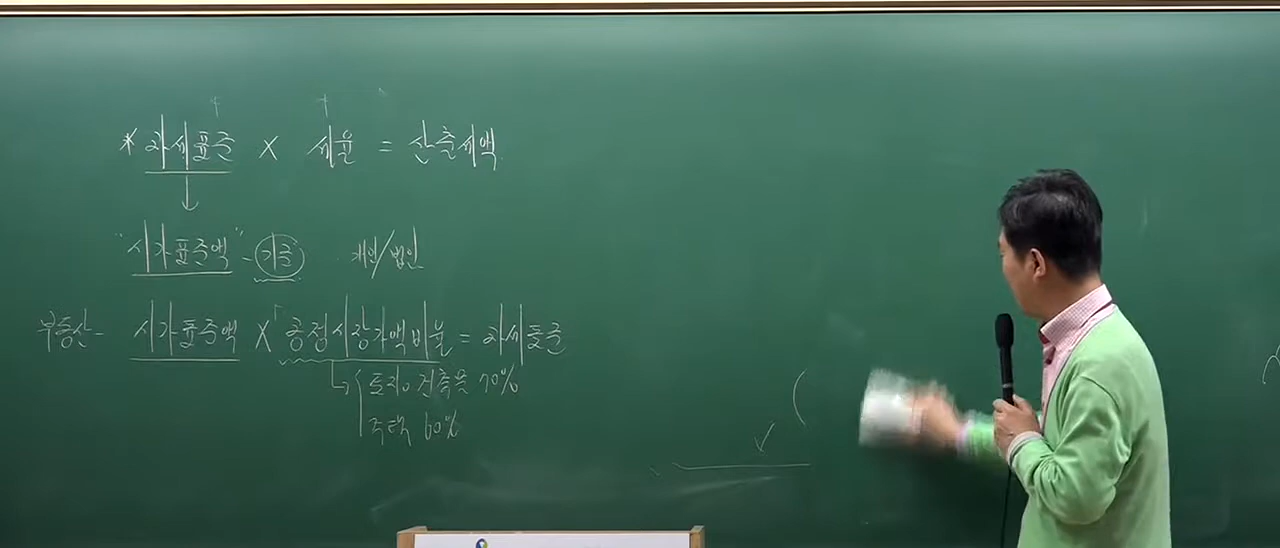 * 과세표준 × 세율 = 산출세액
"시가표준액" - 기준 개인/법인
부동산 - 시가표준액 × 공정시장가액비율 = 과세표준
토지, 건축물 70%
주택 60%